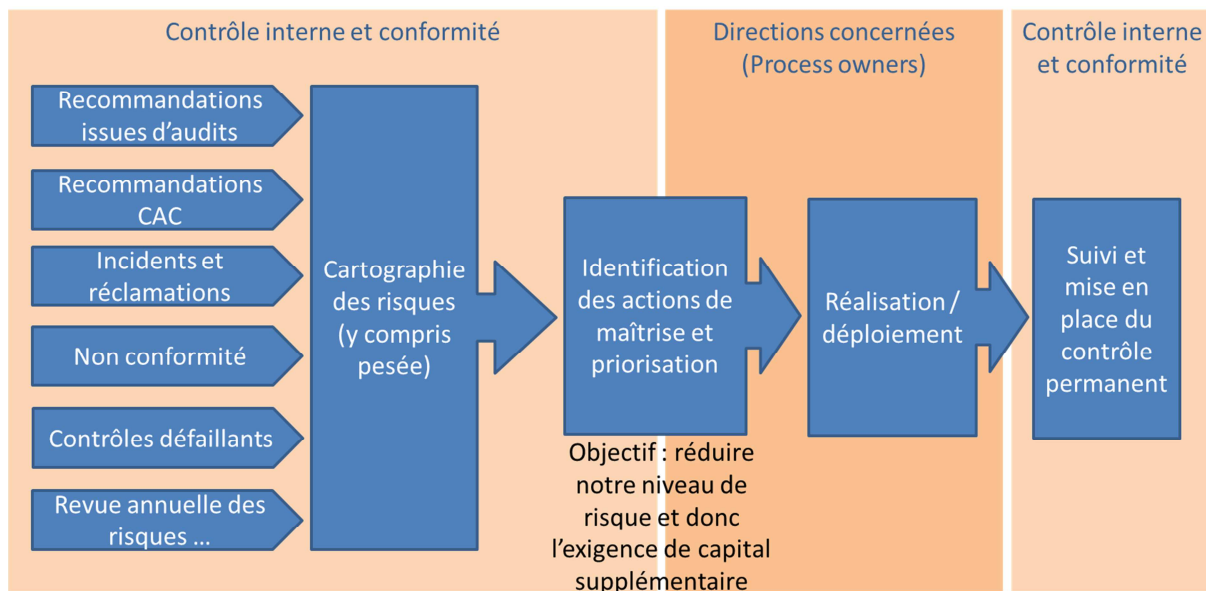 Contrôle interne et conformité
Directions concernées
(Process owners)
Contrôle interne
et conformité
Recommandations
issues d’audits
Recommandations
CAC
Incidents et
réclamations
Non conformité
Contrôles défaillants
Revue annuelle des
risques ...
Cartographie
des risques
(y compris
pesée)
Identification
des actions de
maîtrise et
priorisation
Objectif : réduire
notre niveau de
risque et donc
l’exigence de capital
supplémentaire
Réalisation /
déploiement
Suivi et
mise en
place du
contrôle
permanent